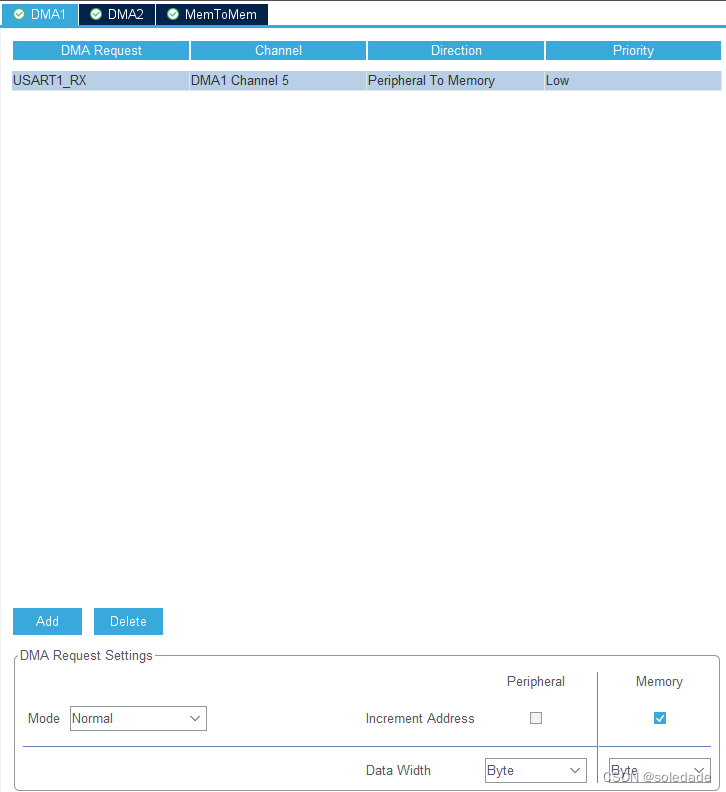 DMA1 DMA2 MemToMem
DMA Request Channel Direction Priority
USART1_RX DMA1 Channel 5 Peripheral To Memory Low
Add Delete
DMA Request Settings
Peripheral Memory
Mode Normal Increment Address
Data Width Byte Byte
CSDN @soledade